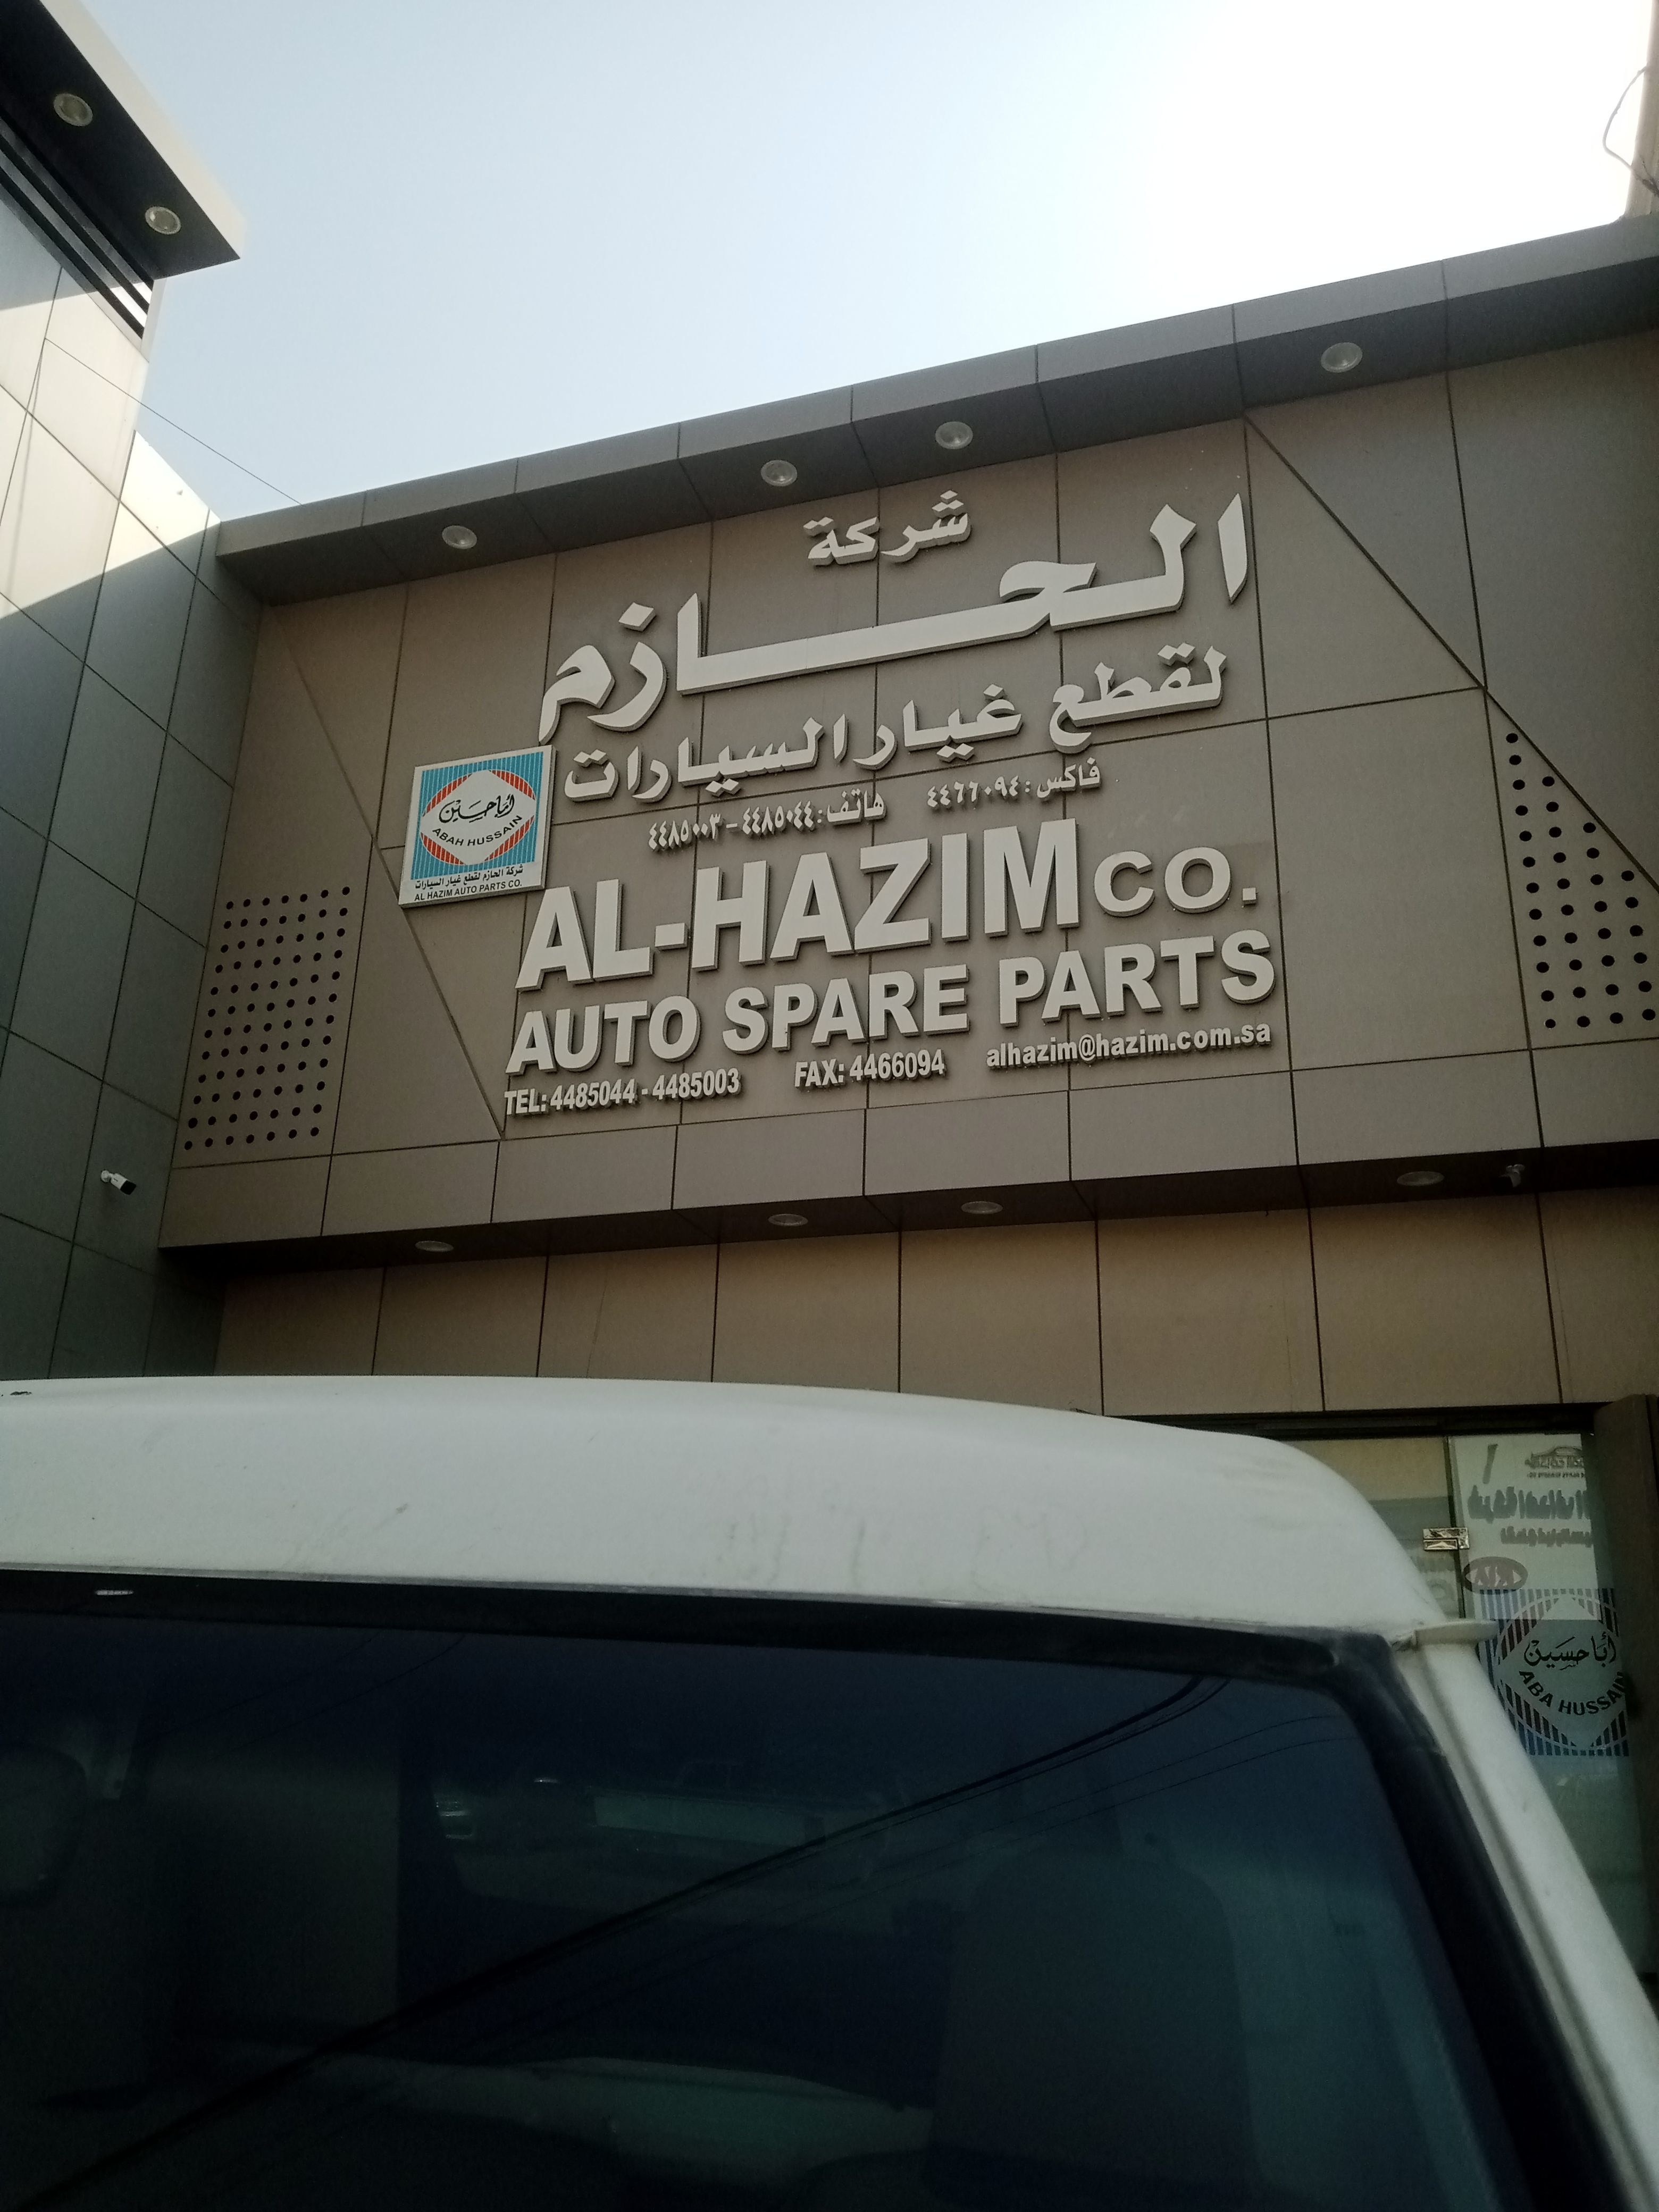 شركة
الحازم
لقطع غيار السيارات
فاكس: ٤٤٦٦٠٩٤ هاتف: ٤٤٨٥٠٤٤ - ٤٤٨٥٠٠٣
أباحسين
ABAH HUSSAIN
شركة الحازم لقطع غيار السيارات
AL HAZIM AUTO PARTS CO.
AL-HAZIM CO.
AUTO SPARE PARTS
TEL: 4485044 - 4485003 FAX: 4466094 alhazim@hazim.com.sa
KIA
أباحسين
ABA HUSSAIN